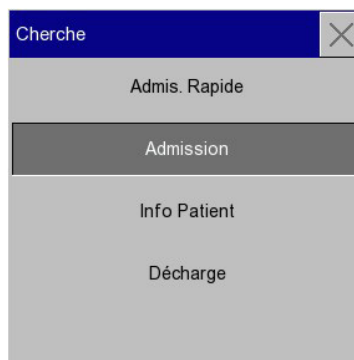 Cherche
Admis. Rapide
Admission
Info Patient
Décharge